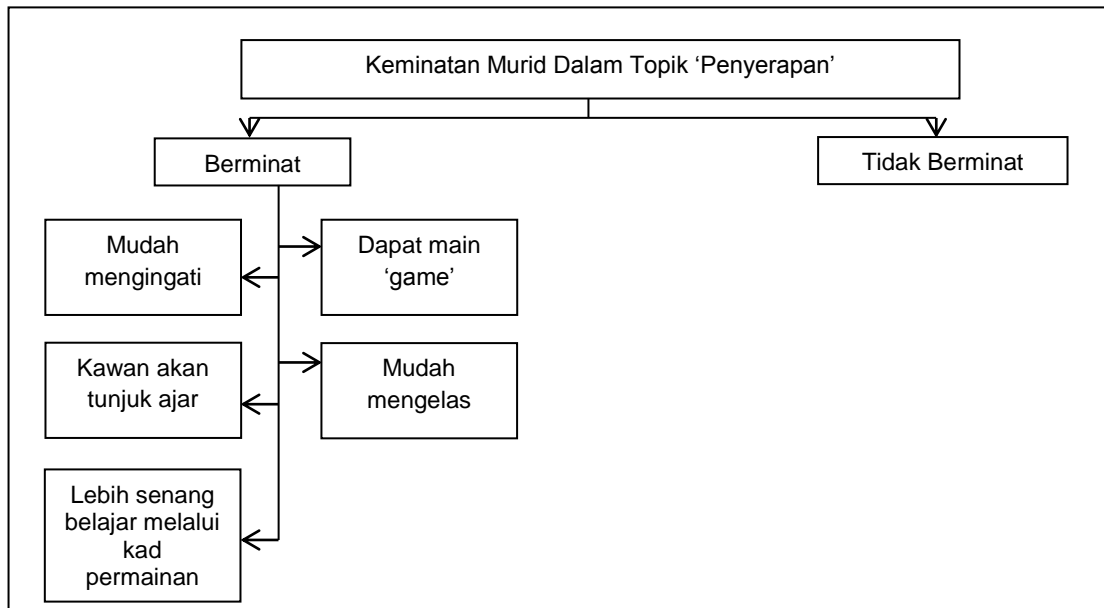 Keminatan Murid Dalam Topik ‘Penyerapan’
Berminat
Tidak Berminat
Mudah
mengingati
Dapat main
‘game’
Kawan akan
tunjuk ajar
Mudah
mengelas
Lebih senang
belajar melalui
kad
permainan